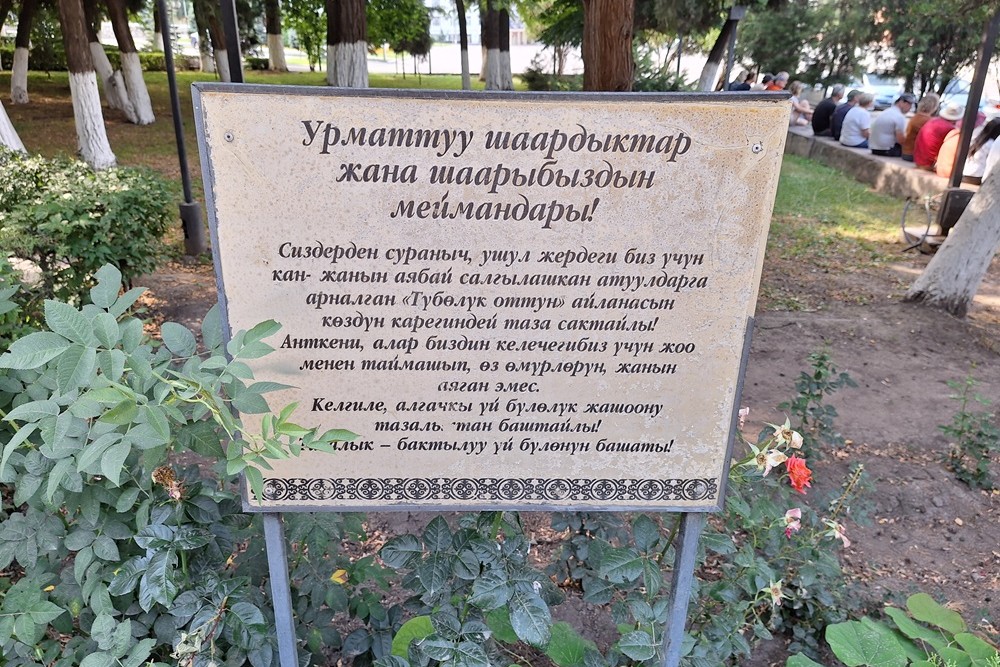 Урматтуу шаардыктар
жана шаарыбыздын
меймандары!
Сиздерден сураныч, ушул жердеги биз үчүн
кан- жанын аябай салгылашкан атуулдарга
арналган «Түбөлүк оттун» айланасын
көздүн карегиндей таза сактайлы!
Анткени, алар биздин келечегибиз үчүн жоо
менен таймашып, өз өмүрлөрүн, жанын
аяган эмес.
Келгиле, алгачкы үй бүлөлүк жашоону
баштайлы!
– бактылуу үй бүлөнүн башаты!